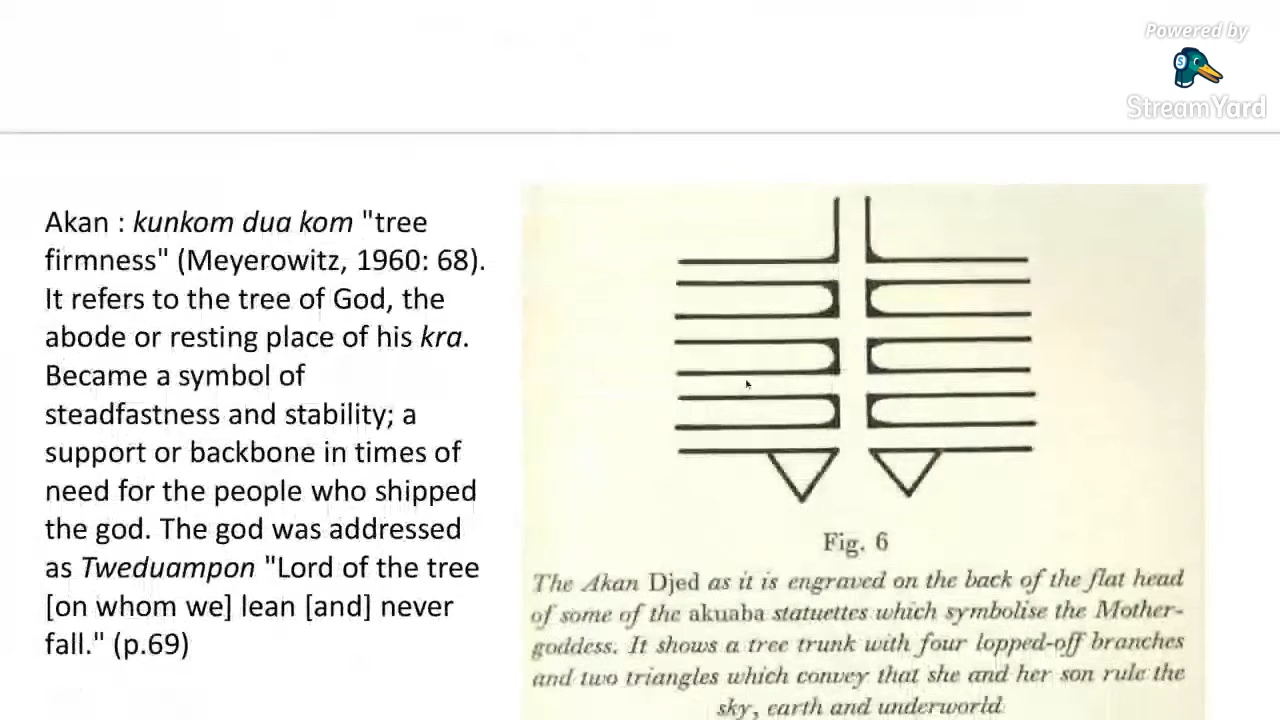 Powered by
StreamYard
Akan : kunkom dua kom "tree
firmness" (Meyerowitz, 1960: 68).
It refers to the tree of God, the
abode or resting place of his kra.
Became a symbol of
steadfastness and stability; a
support or backbone in times of
need for the people who shipped
the god. The god was addressed
as Tweduampon "Lord of the tree
[on whom we] lean [and] never
fall." (p.69)
Fig. 6
The Akan Djed as it is engraved on the back of the flat head
of some of the akuaba statuettes which symbolise the Mother-
goddess. It shows a tree trunk with four lopped-off branches
and two triangles which convey that she and her son rule the
sky, earth and underworld